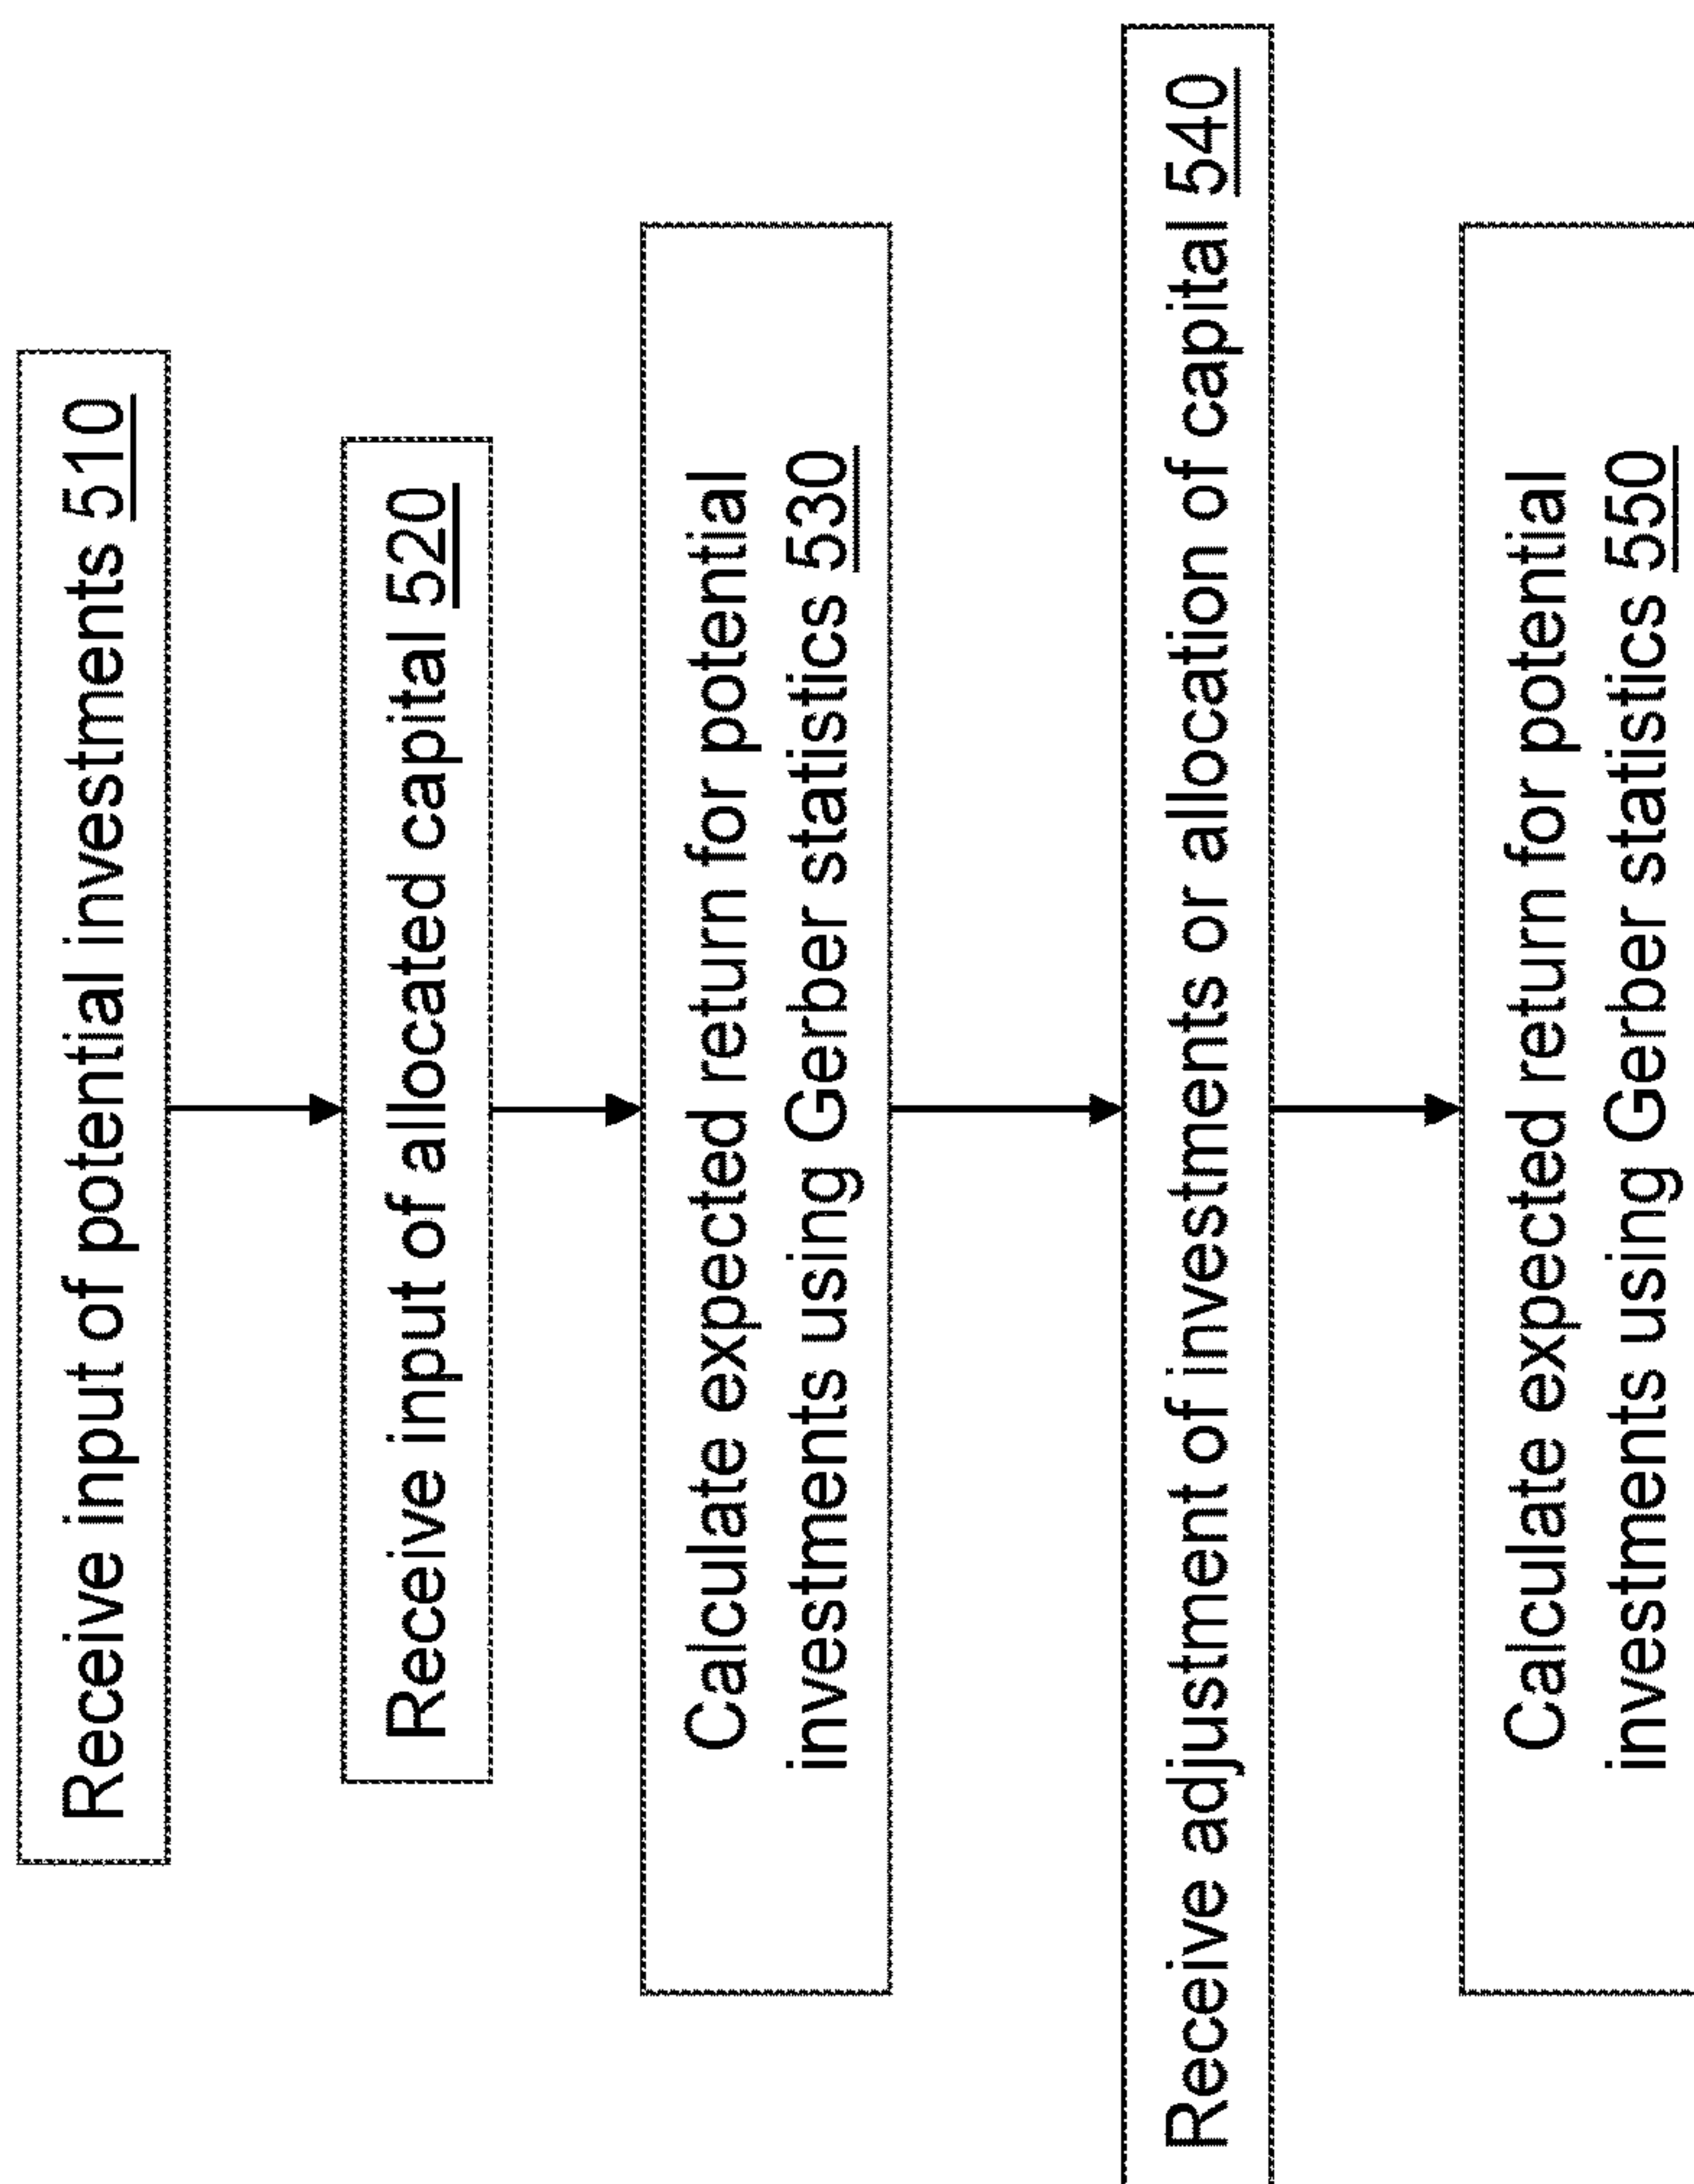 Receive input of potential investments 510
Receive input of allocated capital 520
Calculate expected return for potential
investments using Gerber statistics 530
Receive adjustment of investments or allocation of capital 540
Calculate expected return for potential
investments using Gerber statistics 550